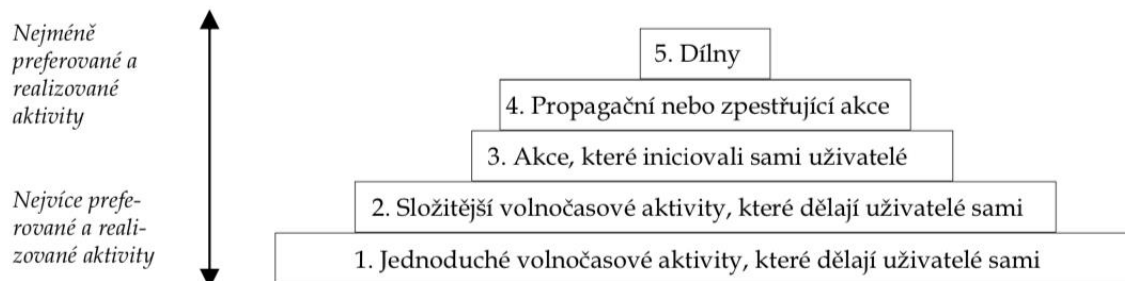 Nejméně
preferované a
realizované
aktivity
5. Dílny
4. Propagační nebo zpestřující akce
3. Akce, které iniciovali sami uživatelé
Nejvíce prefe-
rované a reali-
zované aktivity
2. Složitější volnočasové aktivity, které dělají uživatelé sami
1. Jednoduché volnočasové aktivity, které dělají uživatelé sami